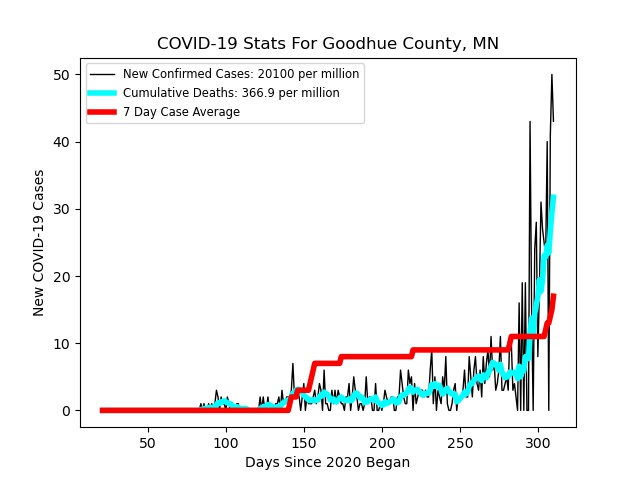 COVID-19 Stats For Goodhue County, MN
New Confirmed Cases: 20100 per million
Cumulative Deaths: 366.9 per million
7 Day Case Average
New COVID-19 Cases
50
40
30
20
10
0
50 100 150 200 250 300
Days Since 2020 Began